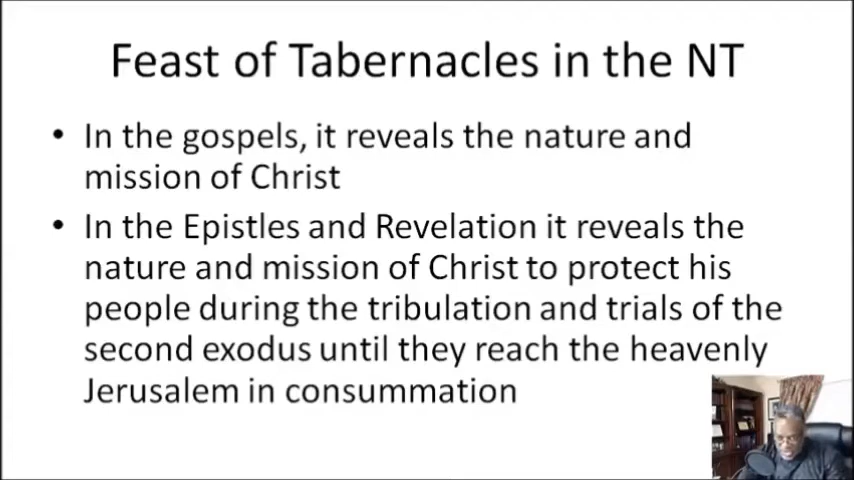 Feast of Tabernacles in the NT
• In the gospels, it reveals the nature and
mission of Christ
• In the Epistles and Revelation it reveals the
nature and mission of Christ to protect his
people during the tribulation and trials of the
second exodus until they reach the heavenly
Jerusalem in consummation